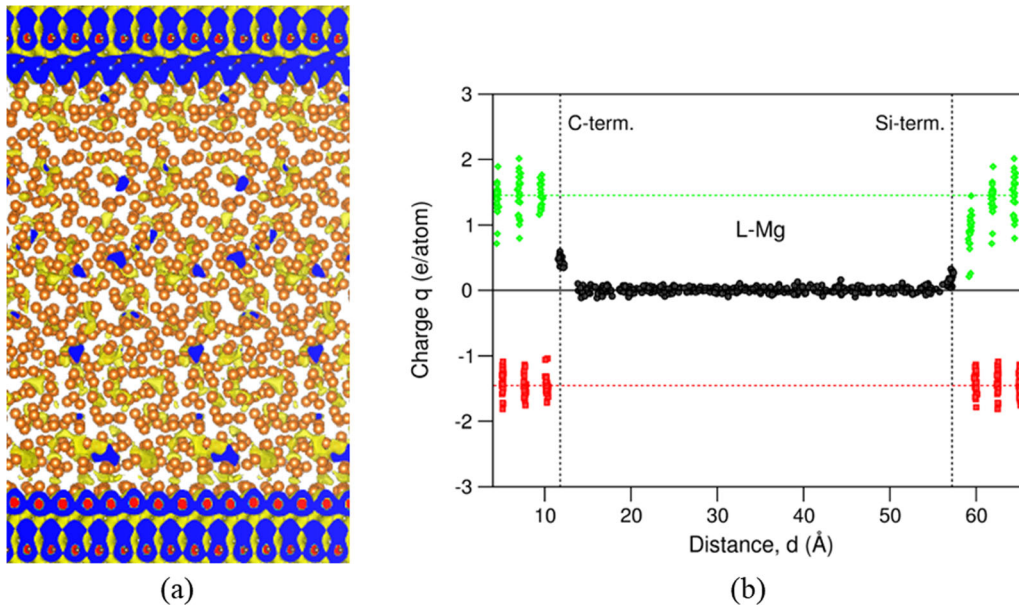 3
C-term.
Si-term.
2
1
L-Mg
0
-1
-2
-3
10
20
30
40
50
60
Charge q (e/atom)
Distance, d (Å)
(a)
(b)